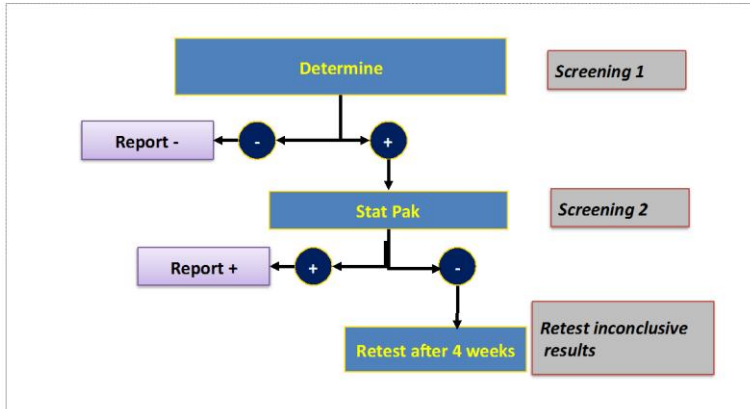 Determine
Screening 1
Report -
-
+
Stat Pak
Screening 2
Report +
+
-
Retest after 4 weeks
Retest inconclusive
results